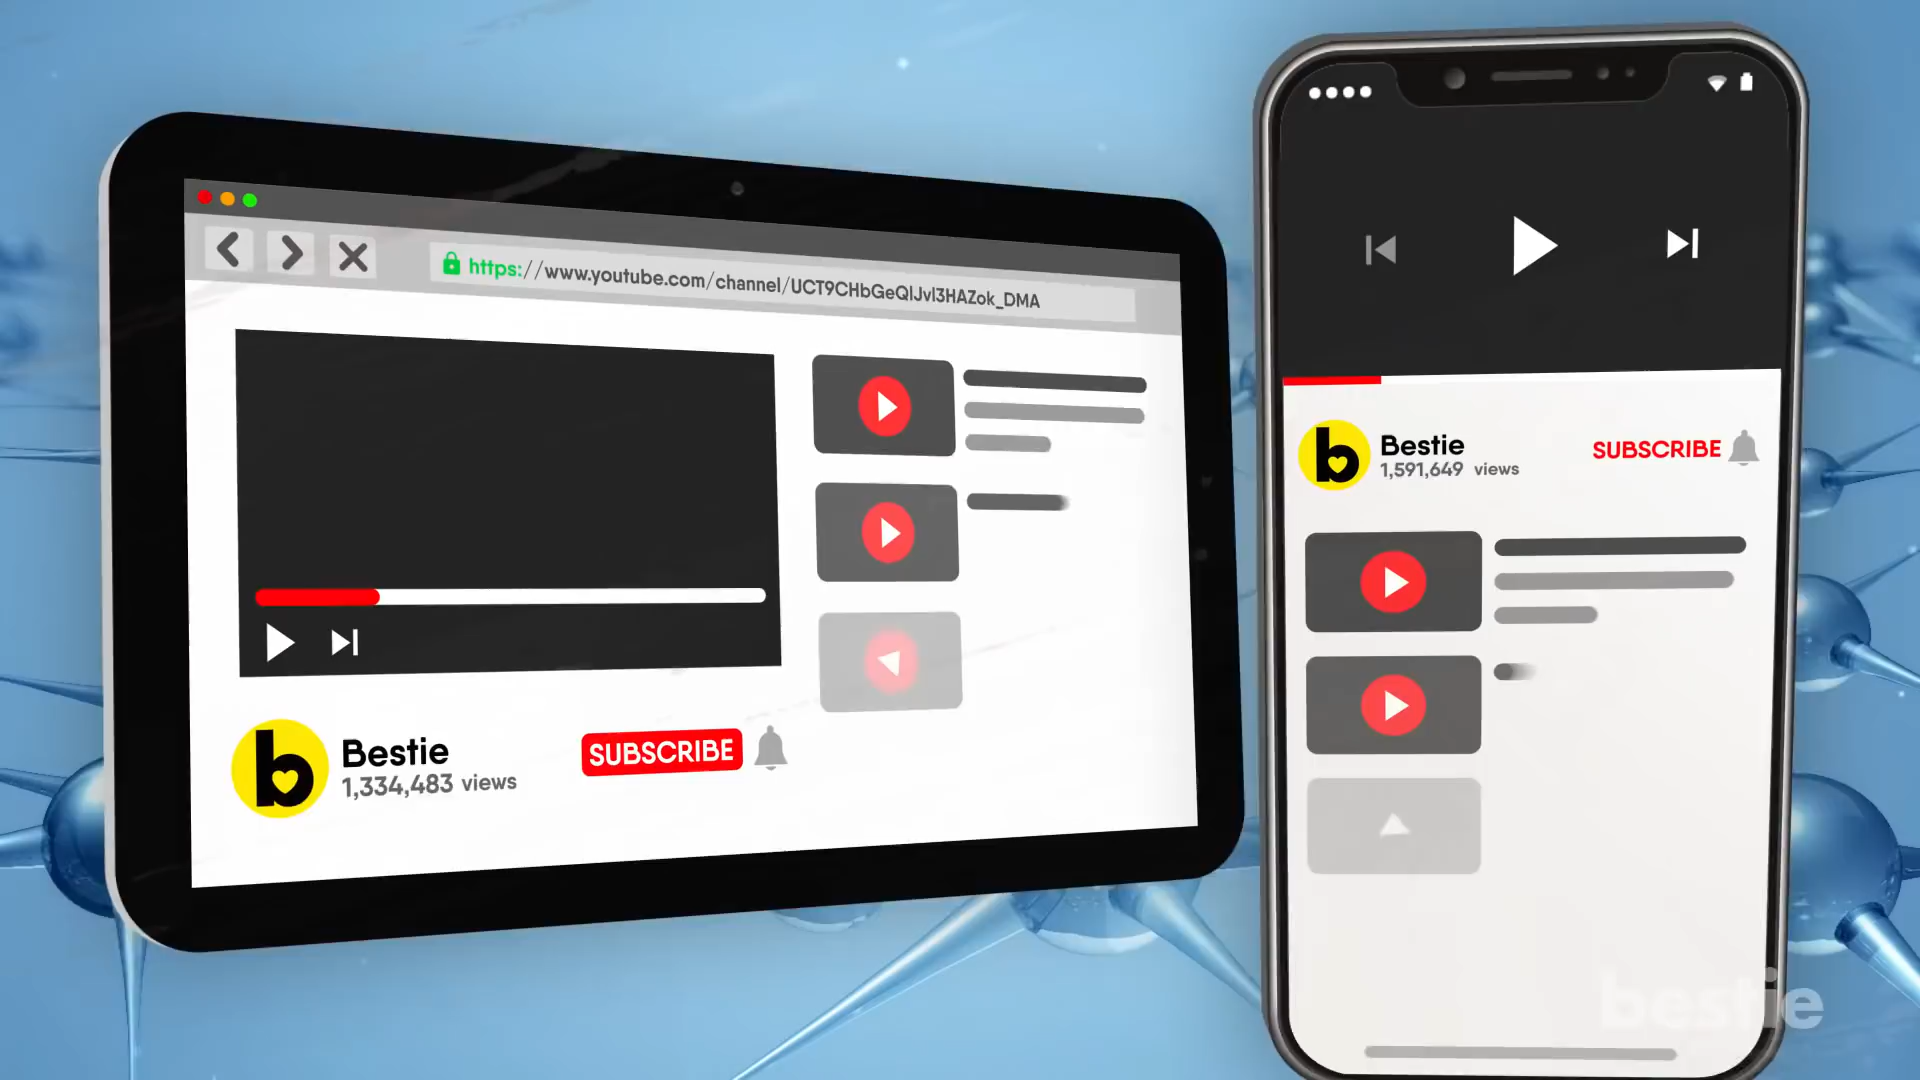 https://www.youtube.com/channel/UCT9CHbGeQlJvl3HAZok_DMA
b
Bestie
1,334,483 views
SUBSCRIBE
b
Bestie
1,591,649 views
SUBSCRIBE
bestie